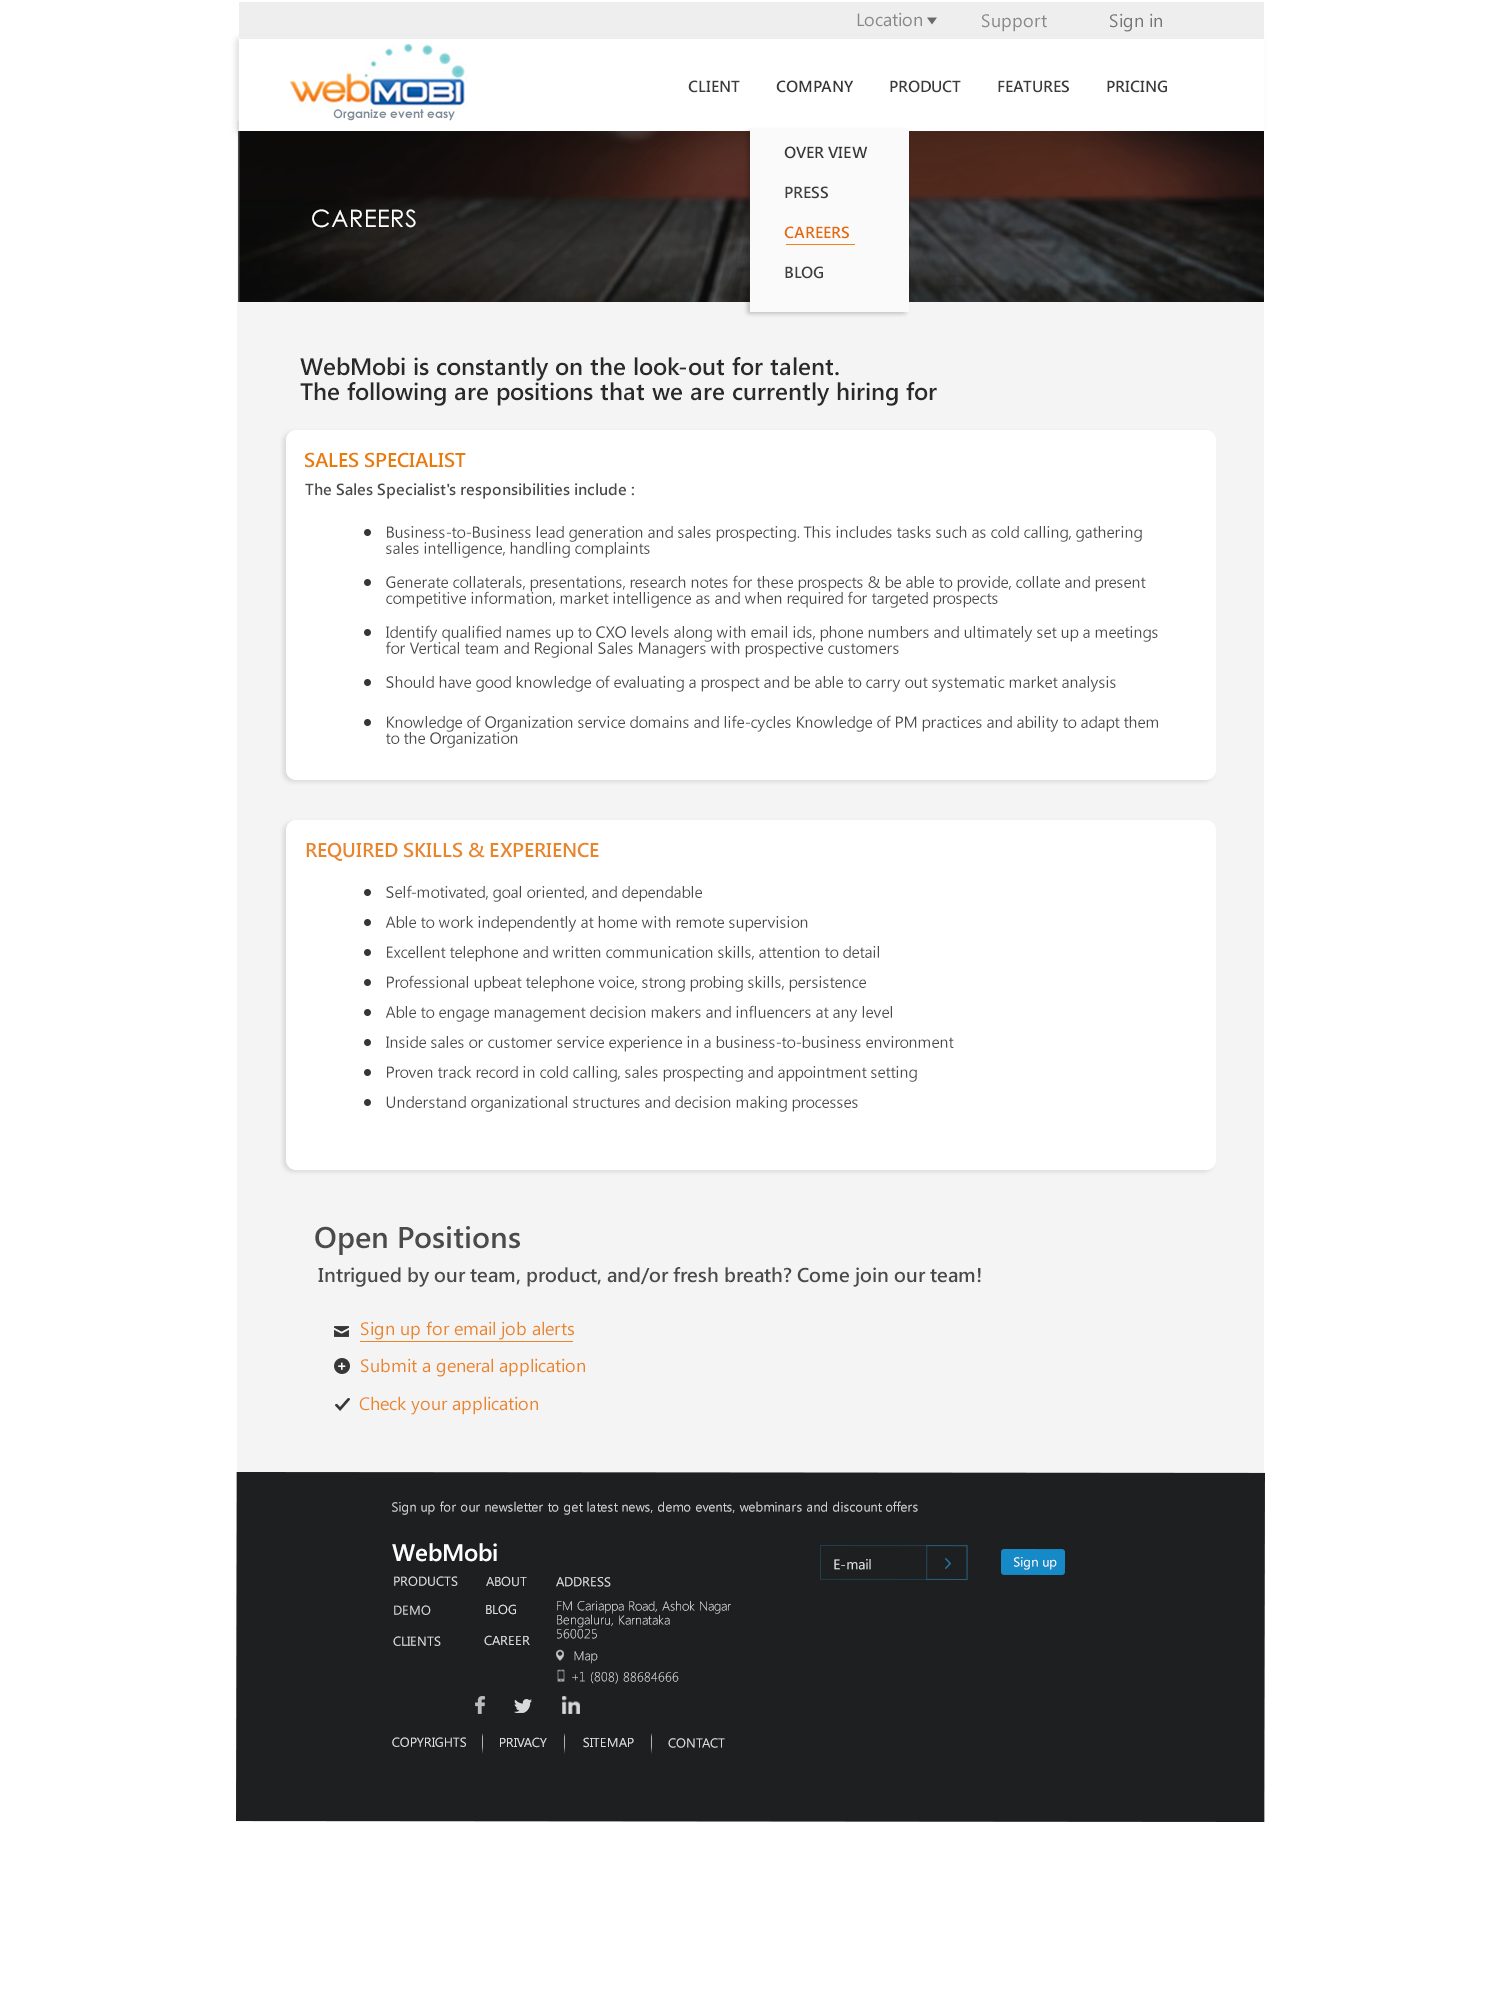 Location Support Sign in
webMOBI
Organize event easy
CLIENT COMPANY PRODUCT FEATURES PRICING
OVER VIEW
PRESS
CAREERS
BLOG
CAREERS
WebMobi is constantly on the look-out for talent.
The following are positions that we are currently hiring for
SALES SPECIALIST
The Sales Specialist's responsibilities include :
Business-to-Business lead generation and sales prospecting. This includes tasks such as cold calling, gathering
sales intelligence, handling complaints
Generate collaterals, presentations, research notes for these prospects & be able to provide, collate and present
competitive information, market intelligence as and when required for targeted prospects
Identify qualified names up to CXO levels along with email ids, phone numbers and ultimately set up a meetings
for Vertical team and Regional Sales Managers with prospective customers
Should have good knowledge of evaluating a prospect and be able to carry out systematic market analysis
Knowledge of Organization service domains and life-cycles Knowledge of PM practices and ability to adapt them
to the Organization
REQUIRED SKILLS & EXPERIENCE
Self-motivated, goal oriented, and dependable
Able to work independently at home with remote supervision
Excellent telephone and written communication skills, attention to detail
Professional upbeat telephone voice, strong probing skills, persistence
Able to engage management decision makers and influencers at any level
Inside sales or customer service experience in a business-to-business environment
Proven track record in cold calling, sales prospecting and appointment setting
Understand organizational structures and decision making processes
Open Positions
Intrigued by our team, product, and/or fresh breath? Come join our team!
Sign up for email job alerts
Submit a general application
Check your application
Sign up for our newsletter to get latest news, demo events, webminars and discount offers
WebMobi
E-mail
Sign up
PRODUCTS ABOUT ADDRESS
DEMO BLOG
CLIENTS CAREER
FM Cariappa Road, Ashok Nagar
Bengaluru, Karnataka
560025
Map
+1 (808) 88684666
COPYRIGHTS PRIVACY SITEMAP CONTACT